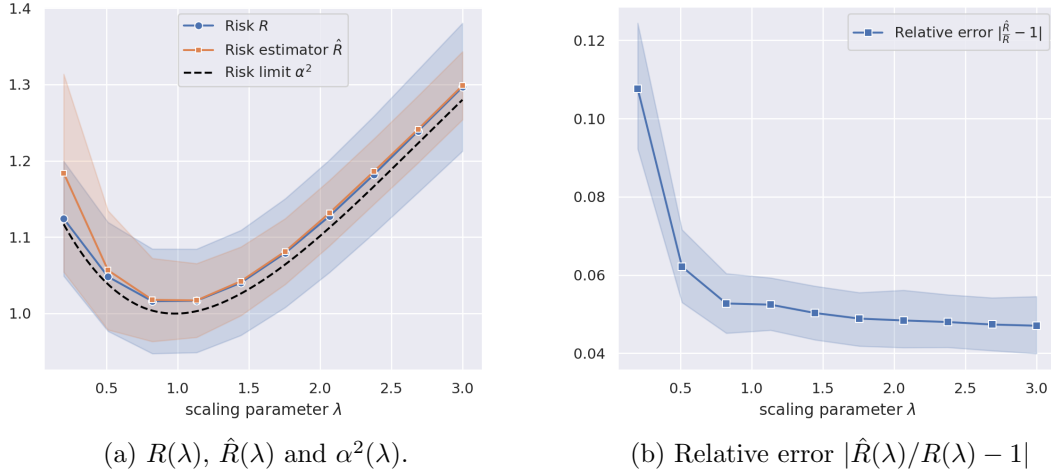 Risk R
Risk estimator R̂
Risk limit α²
1.4
1.3
1.2
1.1
1.0
0.5 1.0 1.5 2.0 2.5 3.0
scaling parameter λ
(a) R(λ), R̂(λ) and α²(λ).
Relative error |R̂/R − 1|
0.12
0.10
0.08
0.06
0.04
0.5 1.0 1.5 2.0 2.5 3.0
scaling parameter λ
(b) Relative error |R̂(λ)/R(λ) − 1|